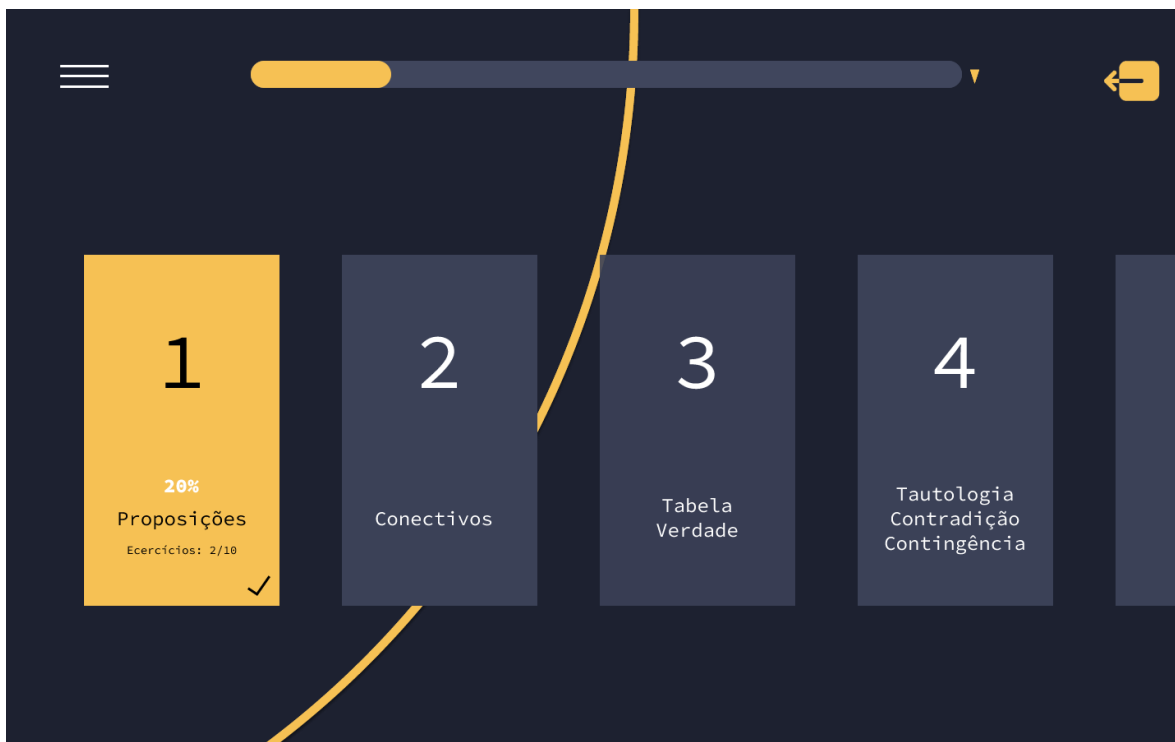 1
20%
Proposições
Ecercícios: 2/10
2
Conectivos
3
Tabela
Verdade
4
Tautologia
Contradição
Contingência